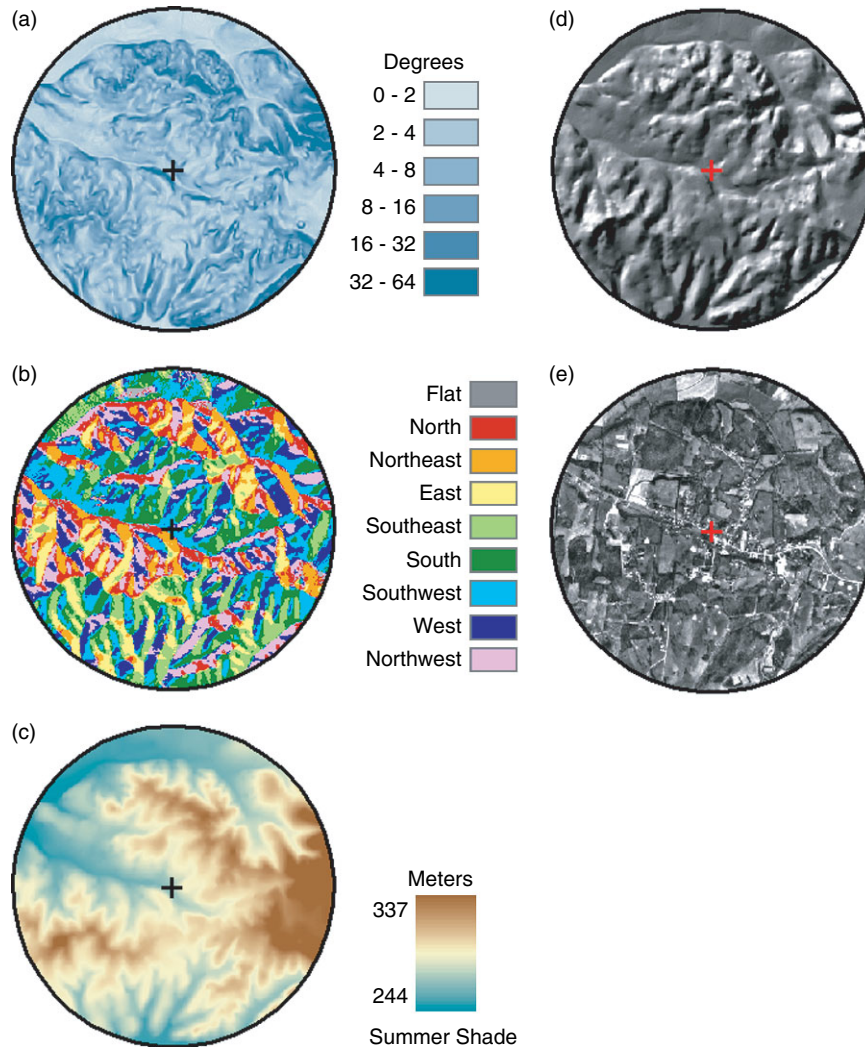 (a)
Degrees
0 - 2
2 - 4
4 - 8
8 - 16
16 - 32
32 - 64
(d)
(b)
Flat
North
Northeast
East
Southeast
South
Southwest
West
Northwest
(e)
(c)
Meters
337
244
Summer Shade